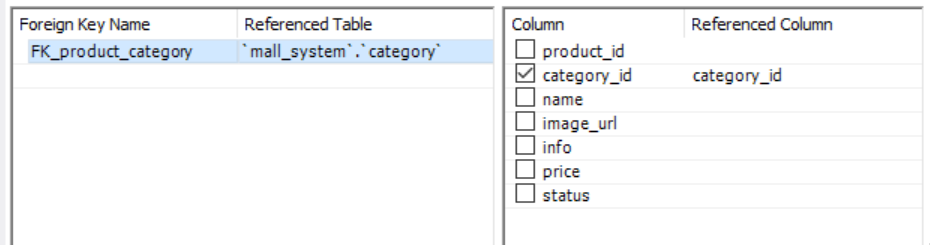 Foreign Key Name Referenced Table Column Referenced Column
FK_product_category `mall_system`.`category` product_id
category_id category_id
name
image_url
info
price
status